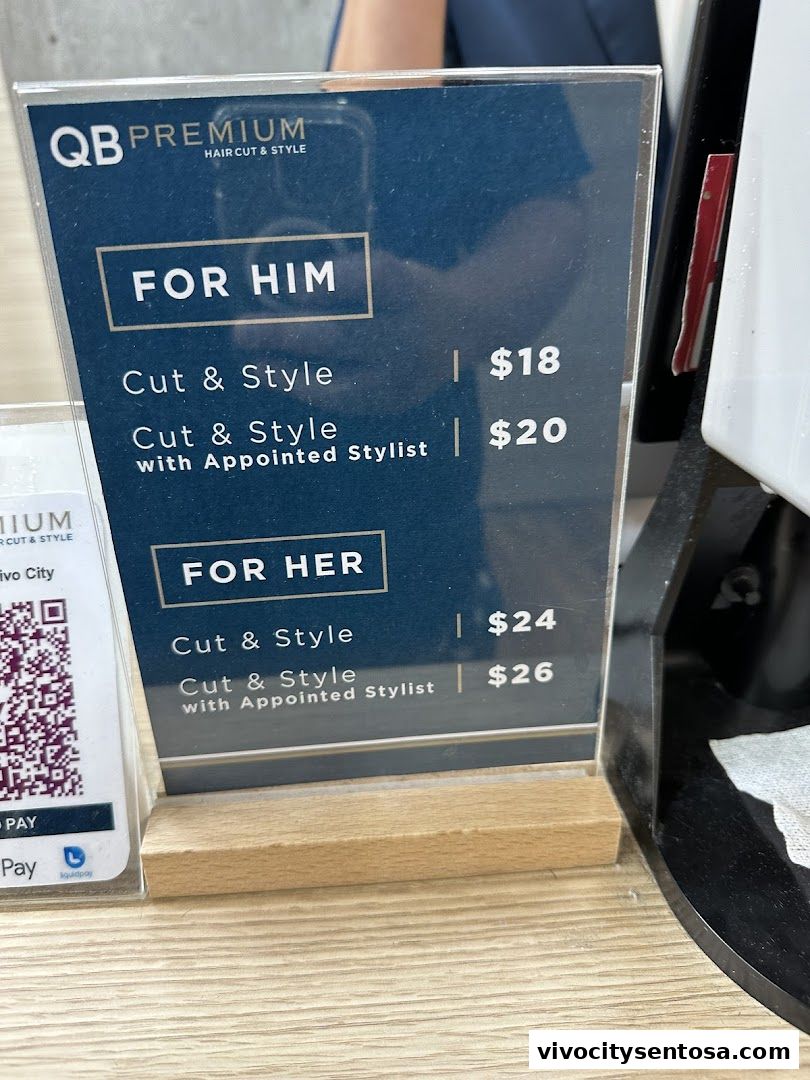 QB PREMIUM
HAIR CUT & STYLE
FOR HIM
Cut & Style | $18
Cut & Style
with Appointed Stylist | $20
FOR HER
Cut & Style | $24
Cut & Style
with Appointed Stylist | $26
IUM
CUT & STYLE
ivo City
PAY
Pay
liquidpay
vivocitysentosa.com